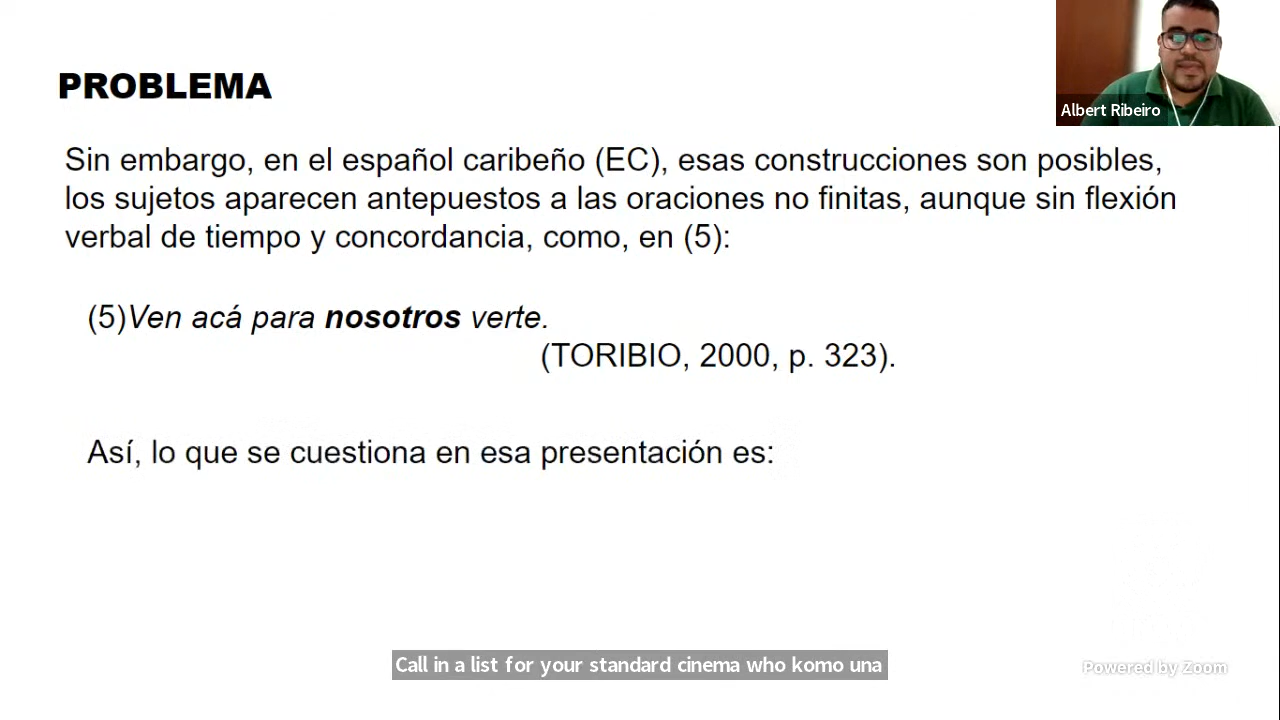 PROBLEMA
Albert Ribeiro
Sin embargo, en el español caribeño (EC), esas construcciones son posibles,
los sujetos aparecen antepuestos a las oraciones no finitas, aunque sin flexión
verbal de tiempo y concordancia, como, en (5):
(5)Ven acá para nosotros verte.
(TORIBIO, 2000, p. 323).
Así, lo que se cuestiona en esa presentación es:
Call in a list for your standard cinema who komo una
Powered by Zoom